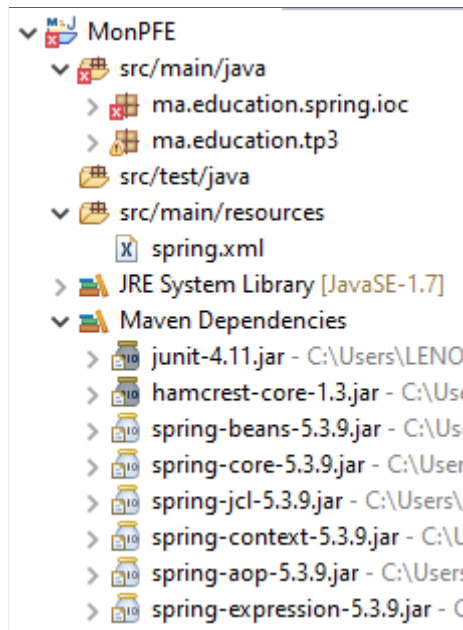 MonPFE
src/main/java
ma.education.spring.ioc
ma.education.tp3
src/test/java
src/main/resources
spring.xml
JRE System Library [JavaSE-1.7]
Maven Dependencies
junit-4.11.jar - C:\Users\LENO
hamcrest-core-1.3.jar - C:\Use
spring-beans-5.3.9.jar - C:\Us
spring-core-5.3.9.jar - C:\User
spring-jcl-5.3.9.jar - C:\Users\
spring-context-5.3.9.jar - C:\U
spring-aop-5.3.9.jar - C:\Users
spring-expression-5.3.9.jar - C